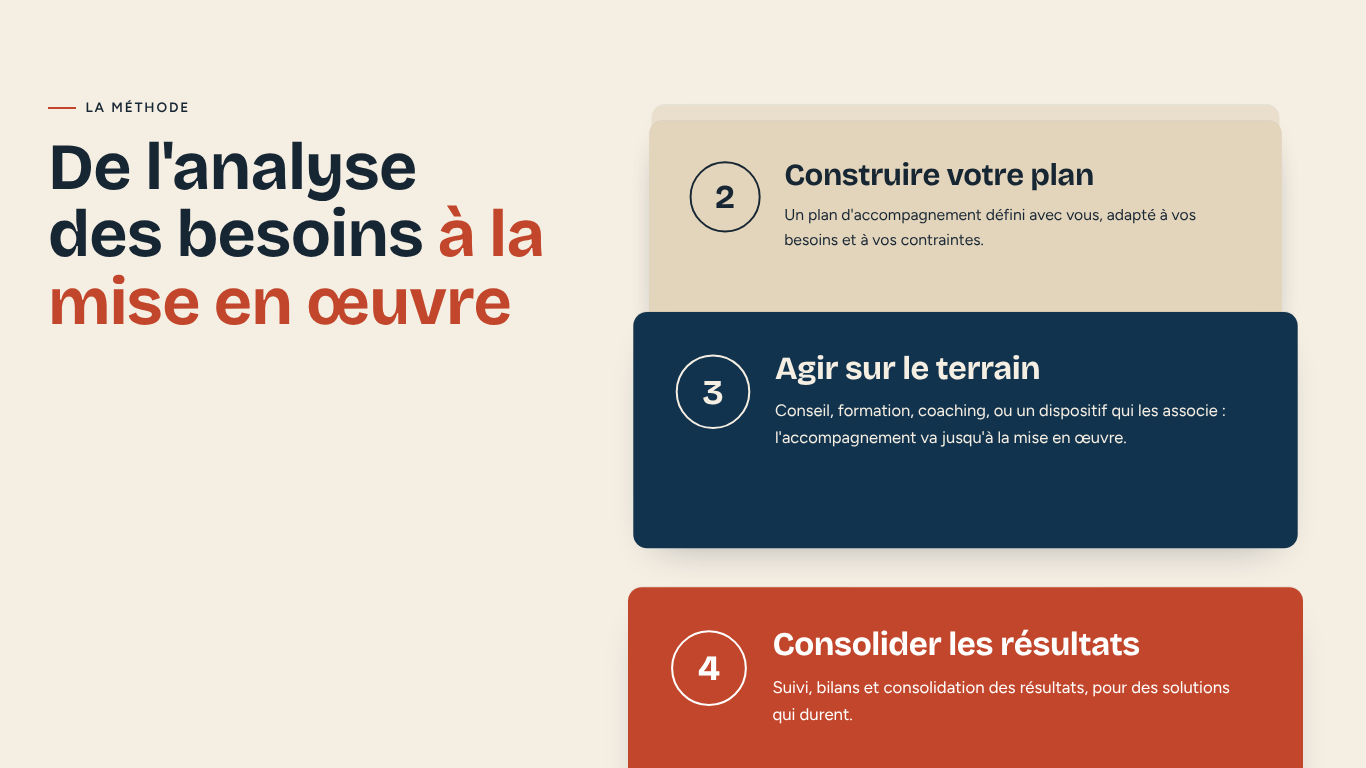 LA MÉTHODE
De l'analyse
des besoins à la
mise en œuvre
2
Construire votre plan
Un plan d'accompagnement défini avec vous, adapté à vos
besoins et à vos contraintes.
3
Agir sur le terrain
Conseil, formation, coaching, ou un dispositif qui les associe :
l'accompagnement va jusqu'à la mise en œuvre.
4
Consolider les résultats
Suivi, bilans et consolidation des résultats, pour des solutions
qui durent.